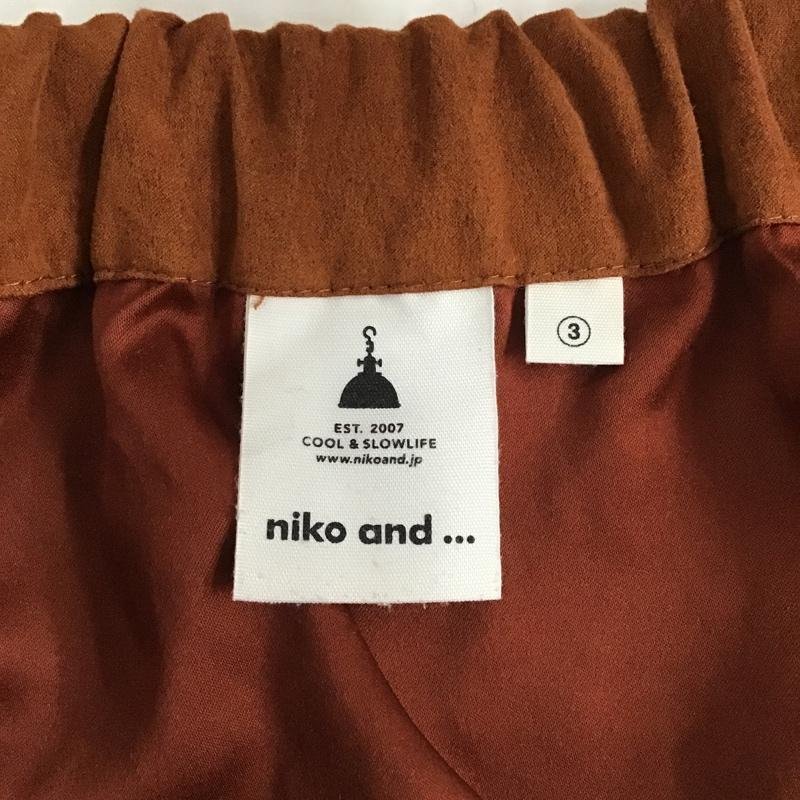 EST. 2007
COOL & SLOWLIFE
www.nikoand.jp
niko and ...
③